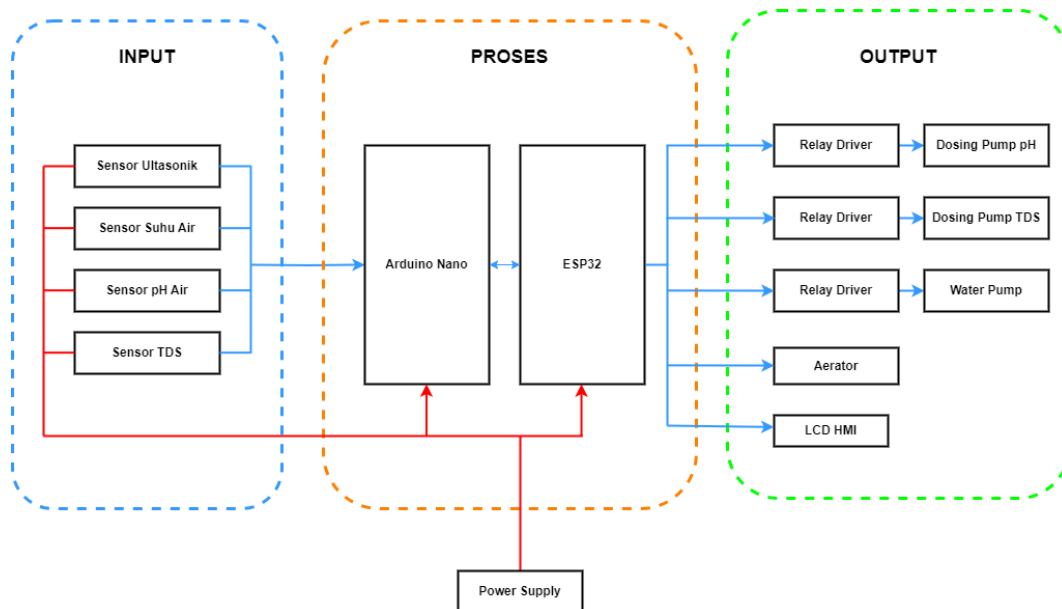 INPUT
PROSES
OUTPUT
Sensor Ultasonik
Sensor Suhu Air
Sensor pH Air
Sensor TDS
Arduino Nano
ESP32
Relay Driver
Dosing Pump pH
Relay Driver
Dosing Pump TDS
Relay Driver
Water Pump
Aerator
LCD HMI
Power Supply